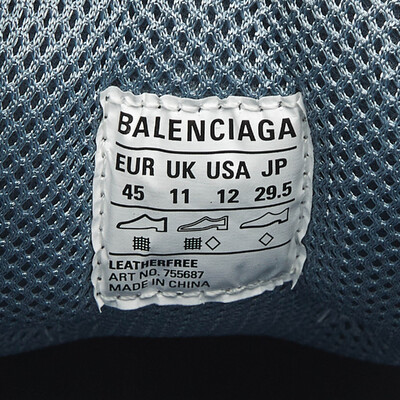 BALENCIAGA
EUR UK USA JP
45 11 12 29.5
LEATHERFREE
ART NO. 755687
MADE IN CHINA